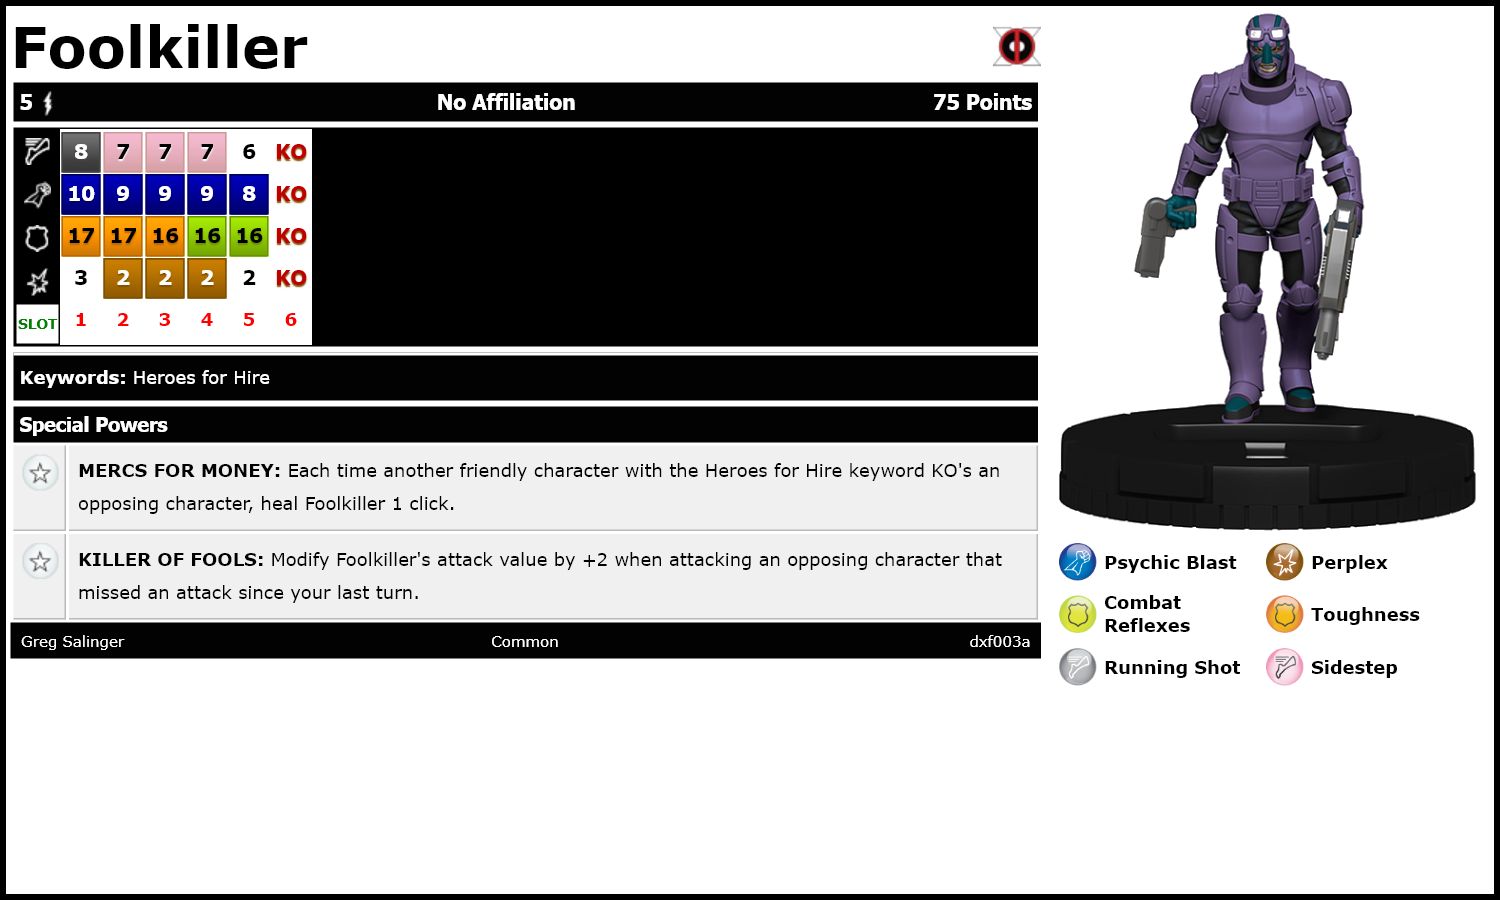 Foolkiller
5 No Affiliation 75 Points
8 7 7 7 6 KO
10 9 9 9 8 KO
17 17 16 16 16 KO
3 2 2 2 2 KO
SLOT 1 2 3 4 5 6
Keywords: Heroes for Hire
Special Powers
MERCS FOR MONEY: Each time another friendly character with the Heroes for Hire keyword KO's an
opposing character, heal Foolkiller 1 click.
KILLER OF FOOLS: Modify Foolkiller's attack value by +2 when attacking an opposing character that
missed an attack since your last turn.
Greg Salinger Common dxf003a
Psychic Blast Perplex
Combat
Reflexes
Toughness
Running Shot Sidestep